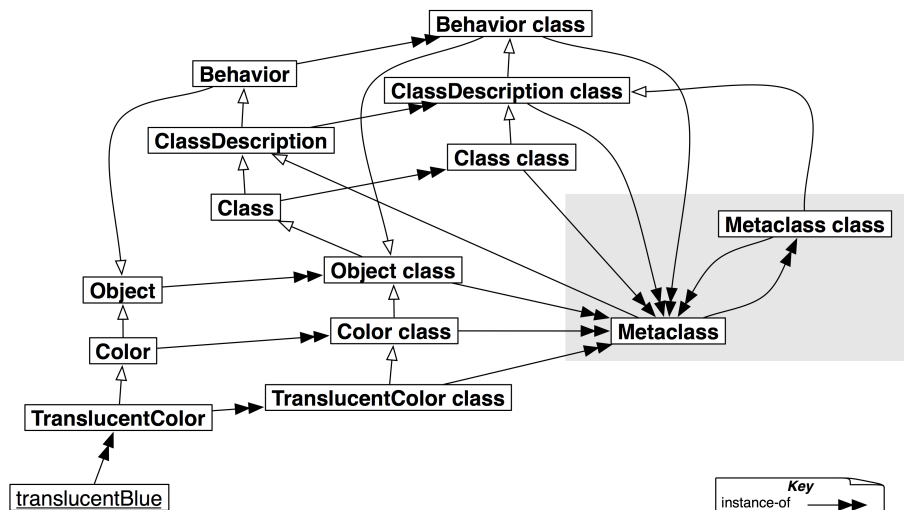 Behavior class
Behavior
ClassDescription class
ClassDescription
Class class
Class
Metaclass class
Object class
Object
Color class
Metaclass
Color
TranslucentColor class
TranslucentColor
translucentBlue
Key
instance-of